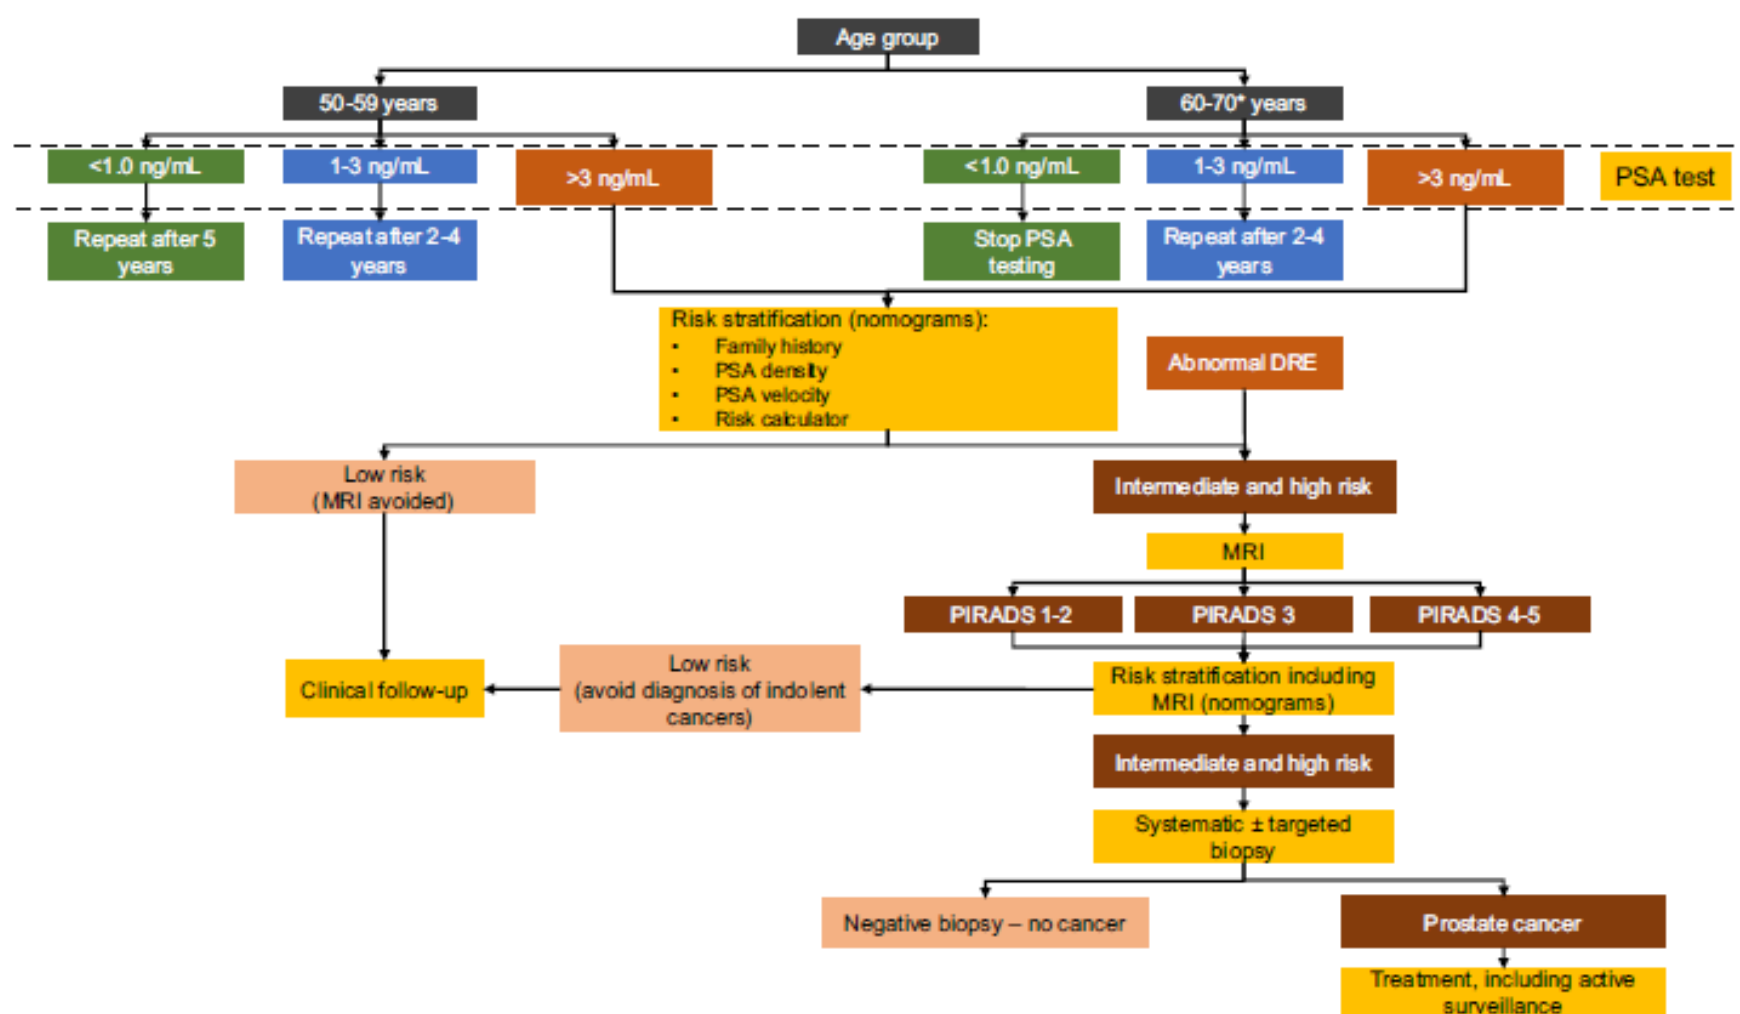 Age group
50-59 years
60-70* years
<1.0 ng/mL
1-3 ng/mL
>3 ng/mL
<1.0 ng/mL
1-3 ng/mL
>3 ng/mL
PSA test
Repeat after 5
years
Repeat after 2-4
years
Stop PSA
testing
Repeat after 2-4
years
Risk stratification (nomograms):
▪ Family history
▪ PSA density
▪ PSA velocity
▪ Risk calculator
Abnormal DRE
Low risk
(MRI avoided)
Intermediate and high risk
MRI
PIRADS 1-2
PIRADS 3
PIRADS 4-5
Clinical follow-up
Low risk
(avoid diagnosis of indolent
cancers)
Risk stratification including
MRI (nomograms)
Intermediate and high risk
Systematic ± targeted
biopsy
Negative biopsy – no cancer
Prostate cancer
Treatment, including active
surveillance